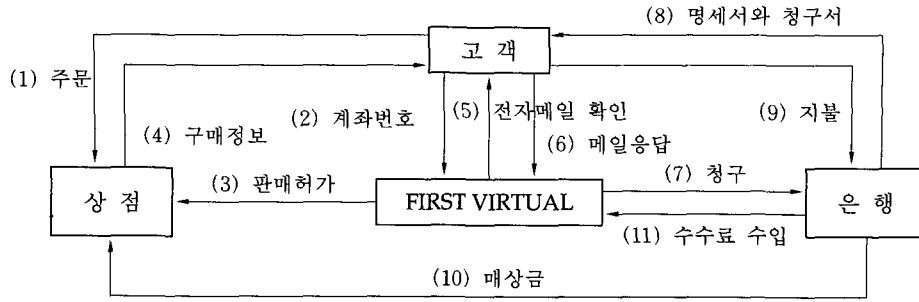 (8) 명세서와 청구서
고 객
(1) 주문
(2) 계좌번호
(5) 전자메일 확인
(9) 지불
(4) 구매정보
(6) 메일응답
(3) 판매허가
(7) 청구
상 점
FIRST VIRTUAL
은 행
(11) 수수료 수입
(10) 매상금